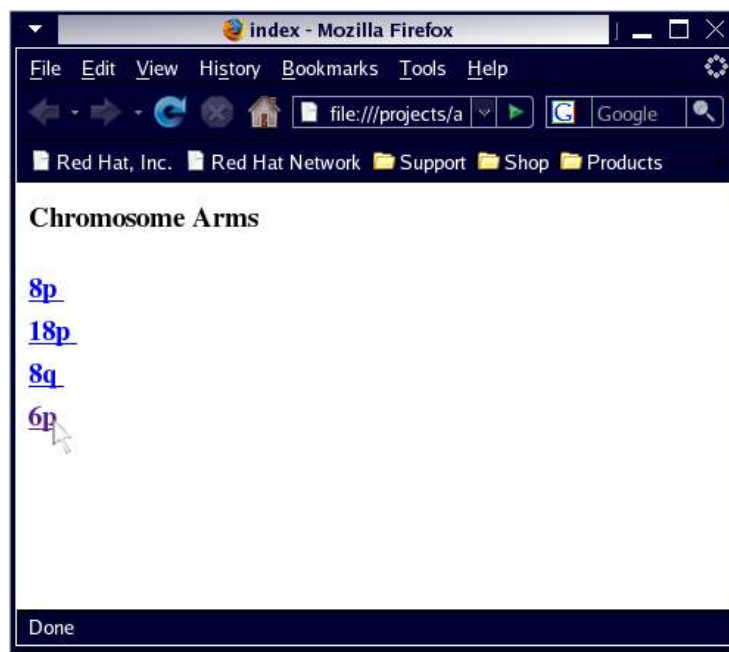 index - Mozilla Firefox
File Edit View History Bookmarks Tools Help
file:///projects/a G Google
Red Hat, Inc. Red Hat Network Support Shop Products
Chromosome Arms
8p
18p
8q
6p
Done